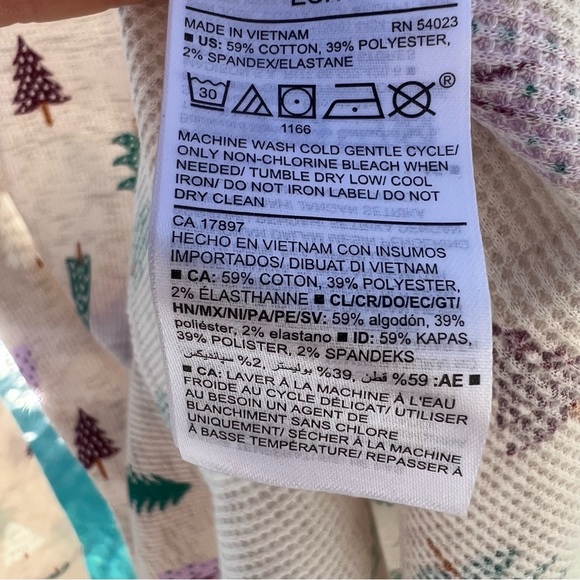 MADE IN VIETNAM RN 54023
■ US: 59% COTTON, 39% POLYESTER,
2% SPANDEX/ELASTANE
30 ®
1166
MACHINE WASH COLD GENTLE CYCLE/
ONLY NON-CHLORINE BLEACH WHEN
NEEDED/ TUMBLE DRY LOW/ COOL
IRON/ DO NOT IRON LABEL/ DO NOT
DRY CLEAN
CA 17897
HECHO EN VIETNAM CON INSUMOS
IMPORTADOS/ DIBUAT DI VIETNAM
■ CA: 59% COTON, 39% POLYESTER,
2% ÉLASTHANNE ■ CL/CR/DO/EC/GT/
HN/MX/NI/PA/PE/SV: 59% algodón, 39%
poliéster, 2% elastano ■ ID: 59% KAPAS,
39% POLISTER, 2% SPANDEKS
■ AE: 59% قطن, 39% بوليستر, 2% سبانديكس
■ CA: LAVER À LA MACHINE À L'EAU
FROIDE AU CYCLE DÉLICAT/ UTILISER
AU BESOIN UN AGENT DE
BLANCHIMENT SANS CHLORE
UNIQUEMENT/ SÉCHER À LA MACHINE
À BASSE TEMPÉRATURE/ REPASSER À